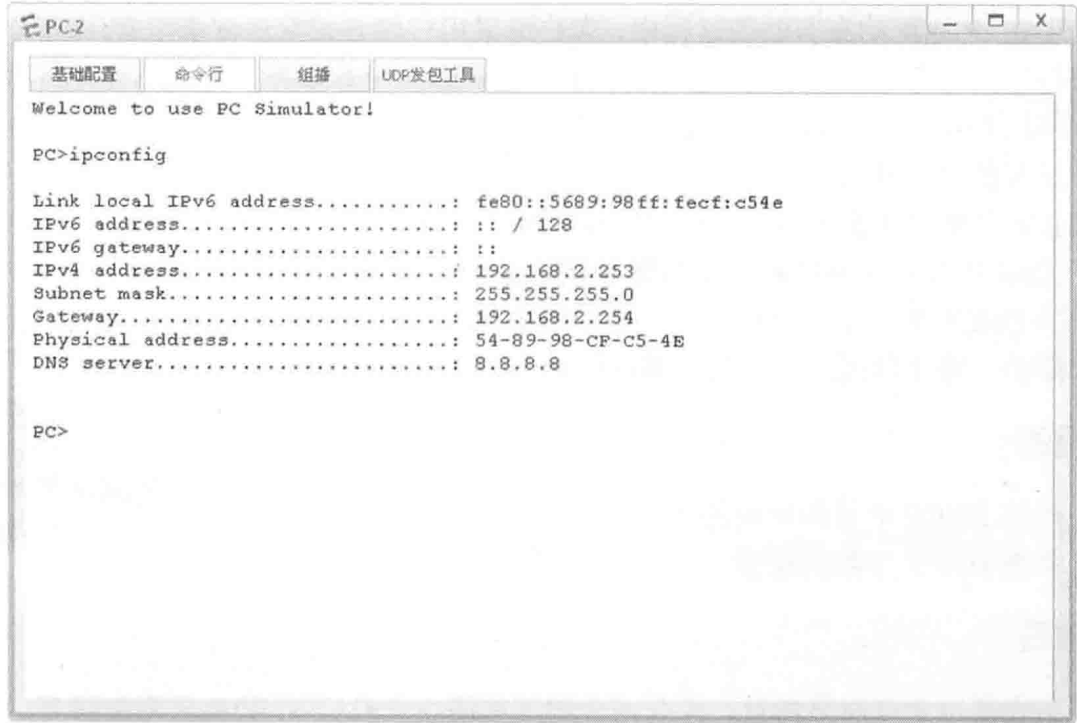 PC-2
基础配置 命令行 组播 UDP发包工具
Welcome to use PC Simulator!
PC>ipconfig
Link local IPv6 address...........: fe80::5689:98ff:fecf:c54e
IPv6 address......................: :: / 128
IPv6 gateway......................: ::
IPv4 address......................: 192.168.2.253
Subnet mask.......................: 255.255.255.0
Gateway...........................: 192.168.2.254
Physical address..................: 54-89-98-CF-C5-4E
DNS server........................: 8.8.8.8
PC>